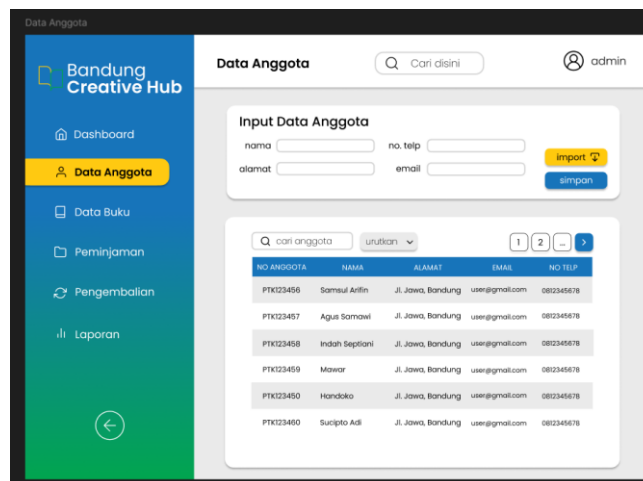 Data Anggota
Bandung
Creative Hub
Dashboard
Data Anggota
Data Buku
Peminjaman
Pengembalian
Laporan
Data Anggota
Cari disini
admin
Input Data Anggota
nama
no. telp
alamat
email
import
simpan
cari anggota
urutkan
1 2 ... >
NO ANGGOTA NAMA ALAMAT EMAIL NO TELP
PTK123456 Samsul Arifin Jl. Jawa, Bandung user@gmail.com 0812345678
PTK123457 Agus Samawi Jl. Jawa, Bandung user@gmail.com 0812345678
PTK123458 Indah Septiani Jl. Jawa, Bandung user@gmail.com 0812345678
PTK123459 Mawar Jl. Jawa, Bandung user@gmail.com 0812345678
PTK123450 Handoko Jl. Jawa, Bandung user@gmail.com 0812345678
PTK123460 Sucipto Adi Jl. Jawa, Bandung user@gmail.com 0812345678